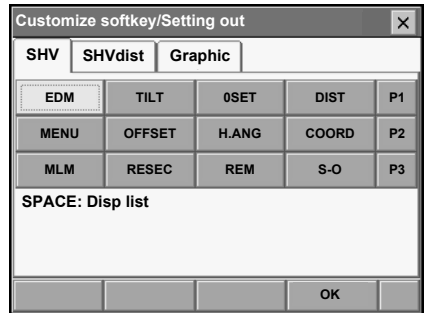 Customize softkey/Setting out
SHV SHVdist Graphic
EDM TILT 0SET DIST P1
MENU OFFSET H.ANG COORD P2
MLM RESEC REM S-O P3
SPACE: Disp list
OK